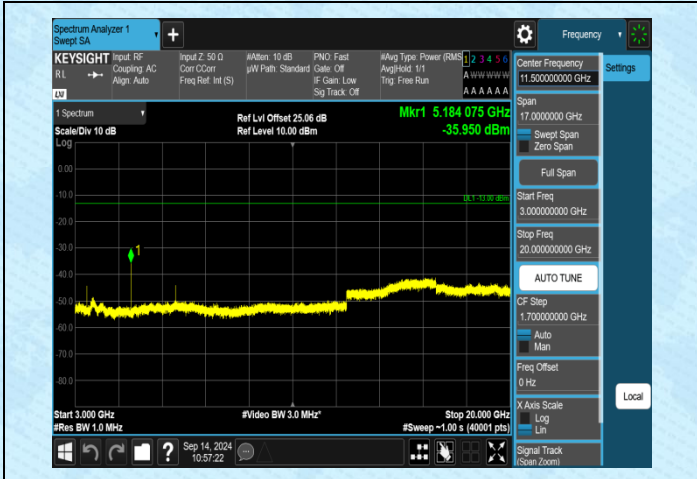 Spectrum Analyzer 1
Swept SA
+
Frequency
KEYSIGHT
RL
LXI
Input: RF
Coupling: AC
Align: Auto
Input Z: 50 Ω
Corr CCorr
Freq Ref: Int (S)
#Atten: 10 dB
µW Path: Standard
PNO: Fast
Gate: Off
IF Gain: Low
Sig Track: Off
#Avg Type: Power (RMS)
Avg|Hold: 1/1
Trig: Free Run
1 2 3 4 5 6
A W W W W W
A A A A A A
1 Spectrum
Scale/Div 10 dB
Ref Lvl Offset 25.06 dB
Ref Level 10.00 dBm
Mkr1 5.184 075 GHz
-35.950 dBm
Log
0.00
-10.0
DL1 -13.00 dBm
-20.0
-30.0
1
-40.0
-50.0
-60.0
-70.0
-80.0
Start 3.000 GHz
#Res BW 1.0 MHz
#Video BW 3.0 MHz*
Stop 20.000 GHz
#Sweep ~1.00 s (40001 pts)
Center Frequency
11.500000000 GHz
Settings
Span
17.0000000 GHz
Swept Span
Zero Span
Full Span
Start Freq
3.000000000 GHz
Stop Freq
20.000000000 GHz
AUTO TUNE
CF Step
1.700000000 GHz
Auto
Man
Freq Offset
0 Hz
X Axis Scale
Log
Lin
Local
Signal Track
(Span Zoom)
?
Sep 14, 2024
10:57:22